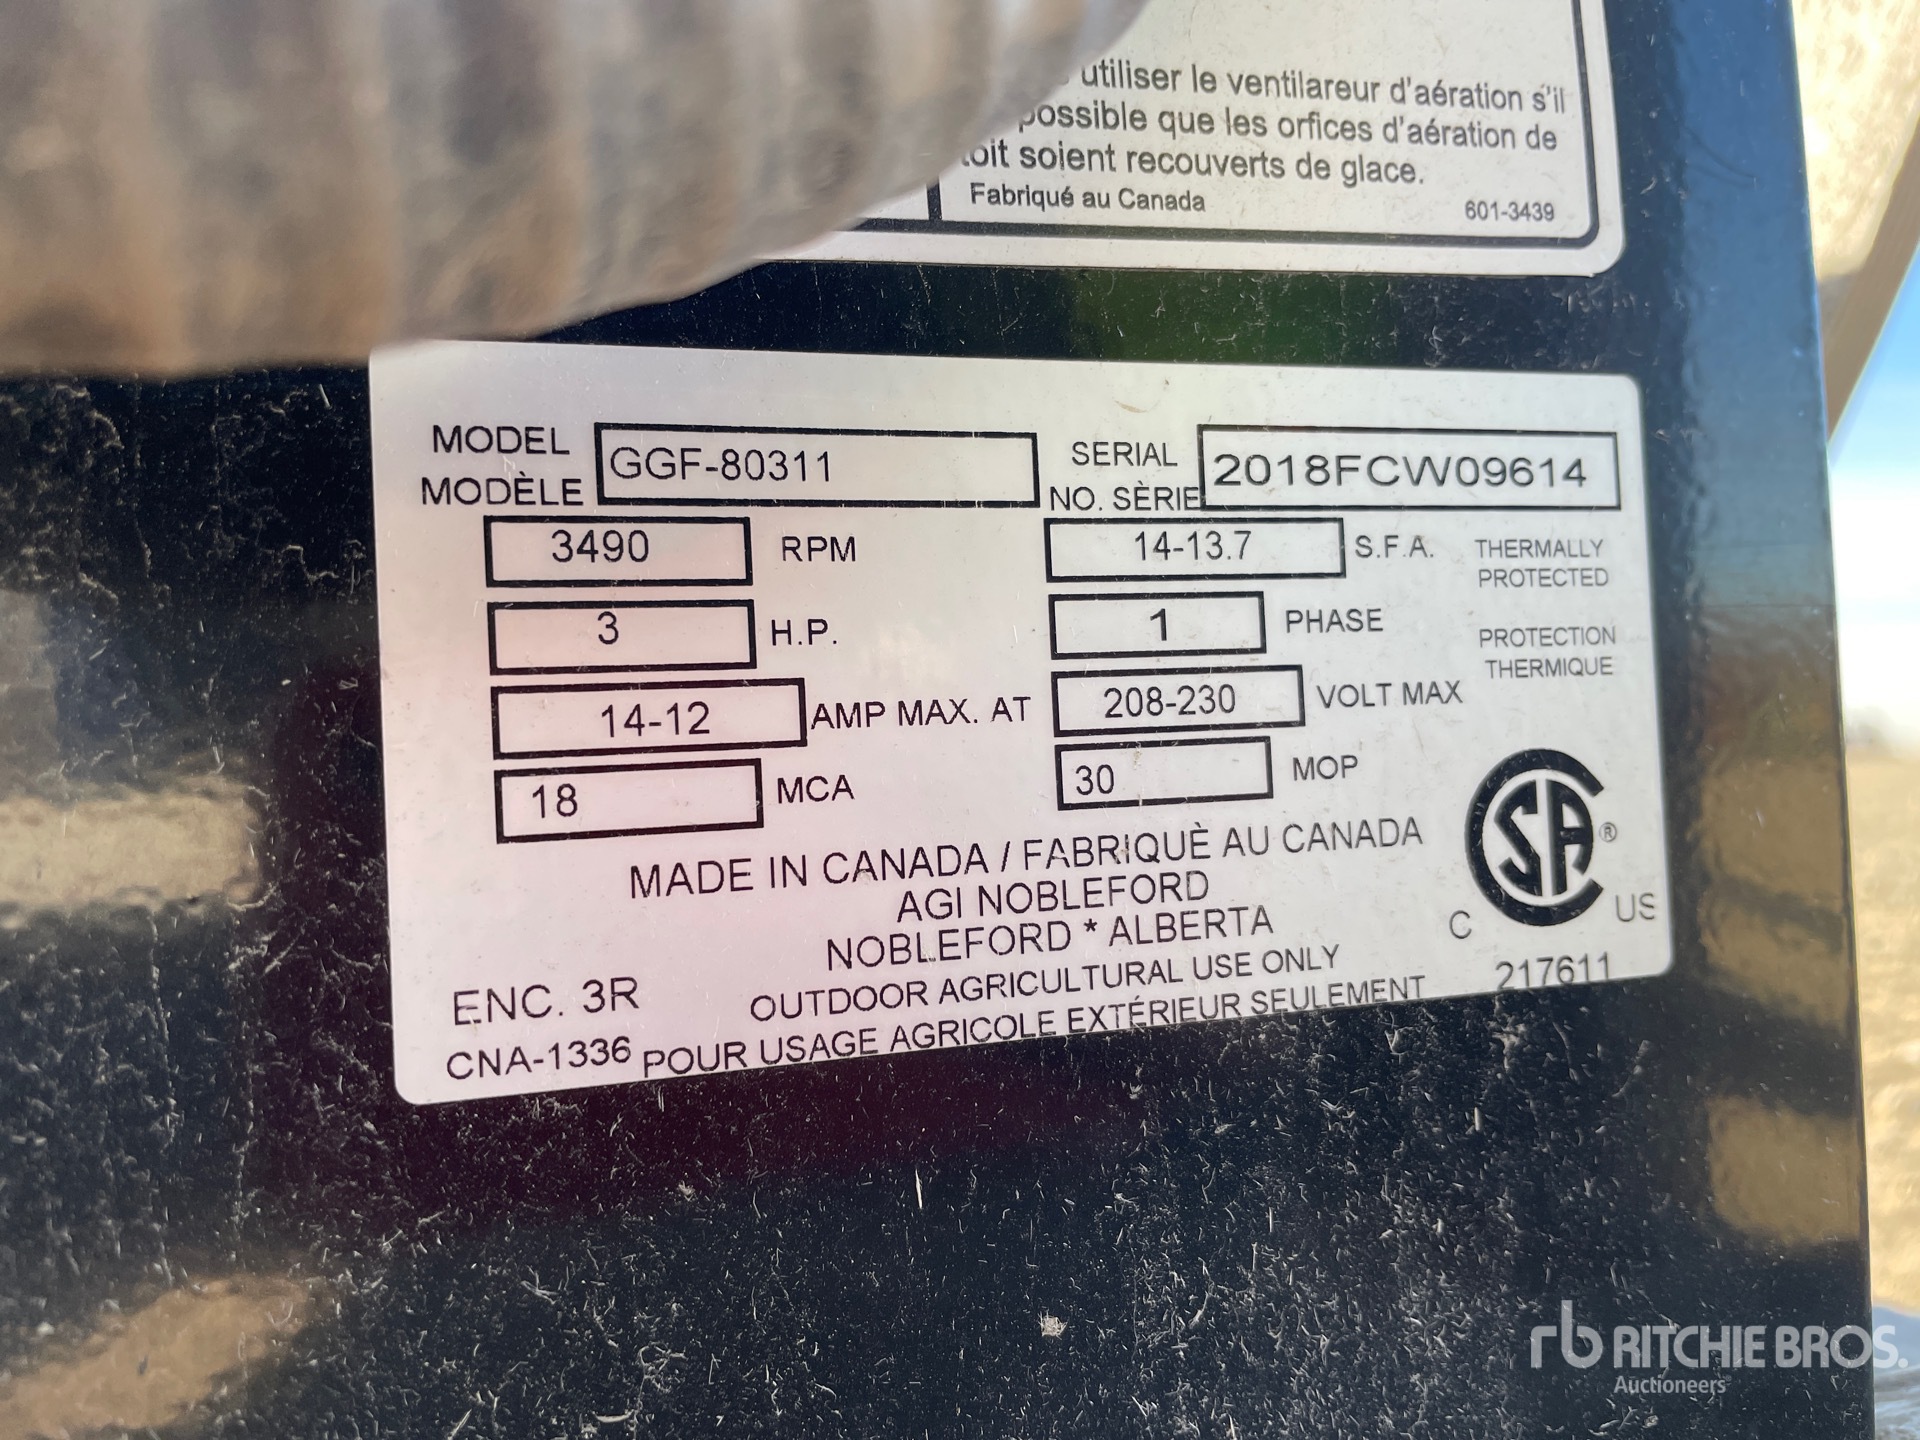 utiliser le ventilareur d'aération s'il
possible que les orfices d'aération de
soient recouverts de glace.
Fabriqué au Canada 601-3439
MODEL
MODÈLE GGF-80311
SERIAL
NO. SÈRIE 2018FCW09614
3490 RPM
14-13.7 S.F.A.
THERMALLY
PROTECTED
3 H.P.
1 PHASE
PROTECTION
THERMIQUE
14-12 AMP MAX. AT 208-230 VOLT MAX
18 MCA
30 MOP
MADE IN CANADA / FABRIQUÈ AU CANADA
AGI NOBLEFORD
NOBLEFORD * ALBERTA
OUTDOOR AGRICULTURAL USE ONLY
POUR USAGE AGRICOLE EXTÉRIEUR SEULEMENT
ENC. 3R
CNA-1336
C SA ® US
217611
rb RITCHIE BROS.
Auctioneers